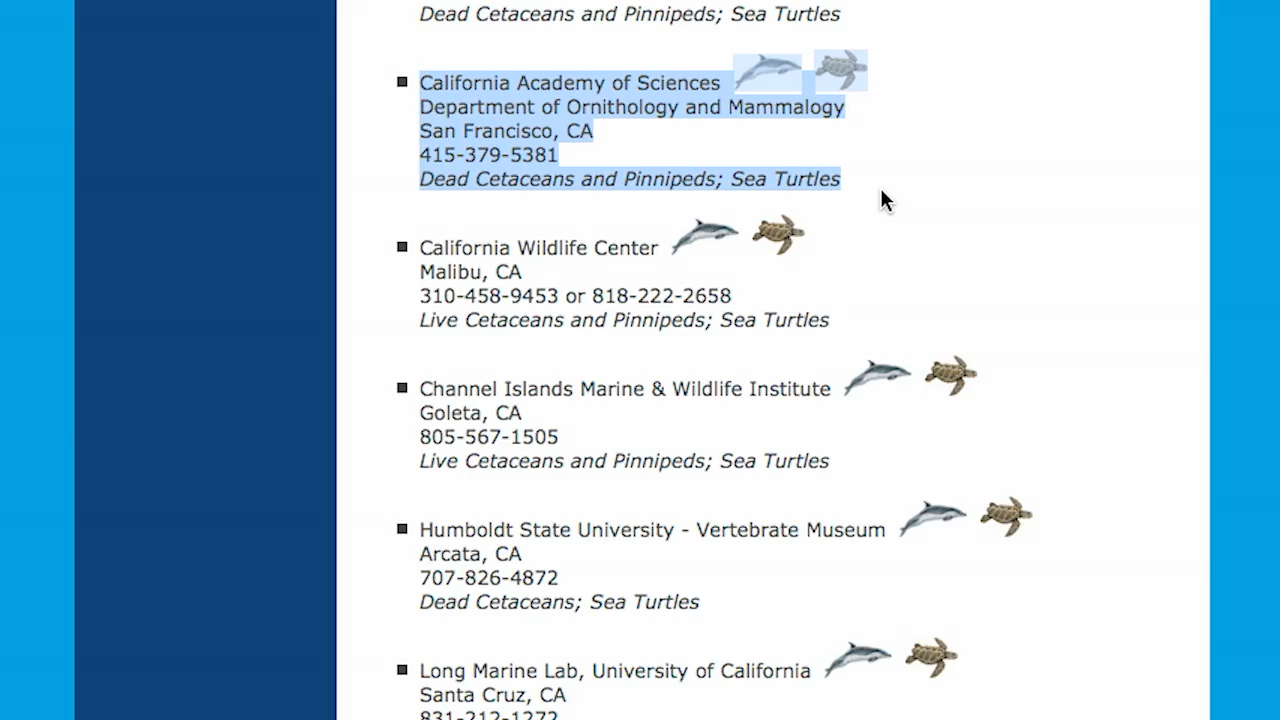 Dead Cetaceans and Pinnipeds; Sea Turtles
California Academy of Sciences
Department of Ornithology and Mammalogy
San Francisco, CA
415-379-5381
Dead Cetaceans and Pinnipeds; Sea Turtles
California Wildlife Center
Malibu, CA
310-458-9453 or 818-222-2658
Live Cetaceans and Pinnipeds; Sea Turtles
Channel Islands Marine & Wildlife Institute
Goleta, CA
805-567-1505
Live Cetaceans and Pinnipeds; Sea Turtles
Humboldt State University - Vertebrate Museum
Arcata, CA
707-826-4872
Dead Cetaceans; Sea Turtles
Long Marine Lab, University of California
Santa Cruz, CA
831-212-1272